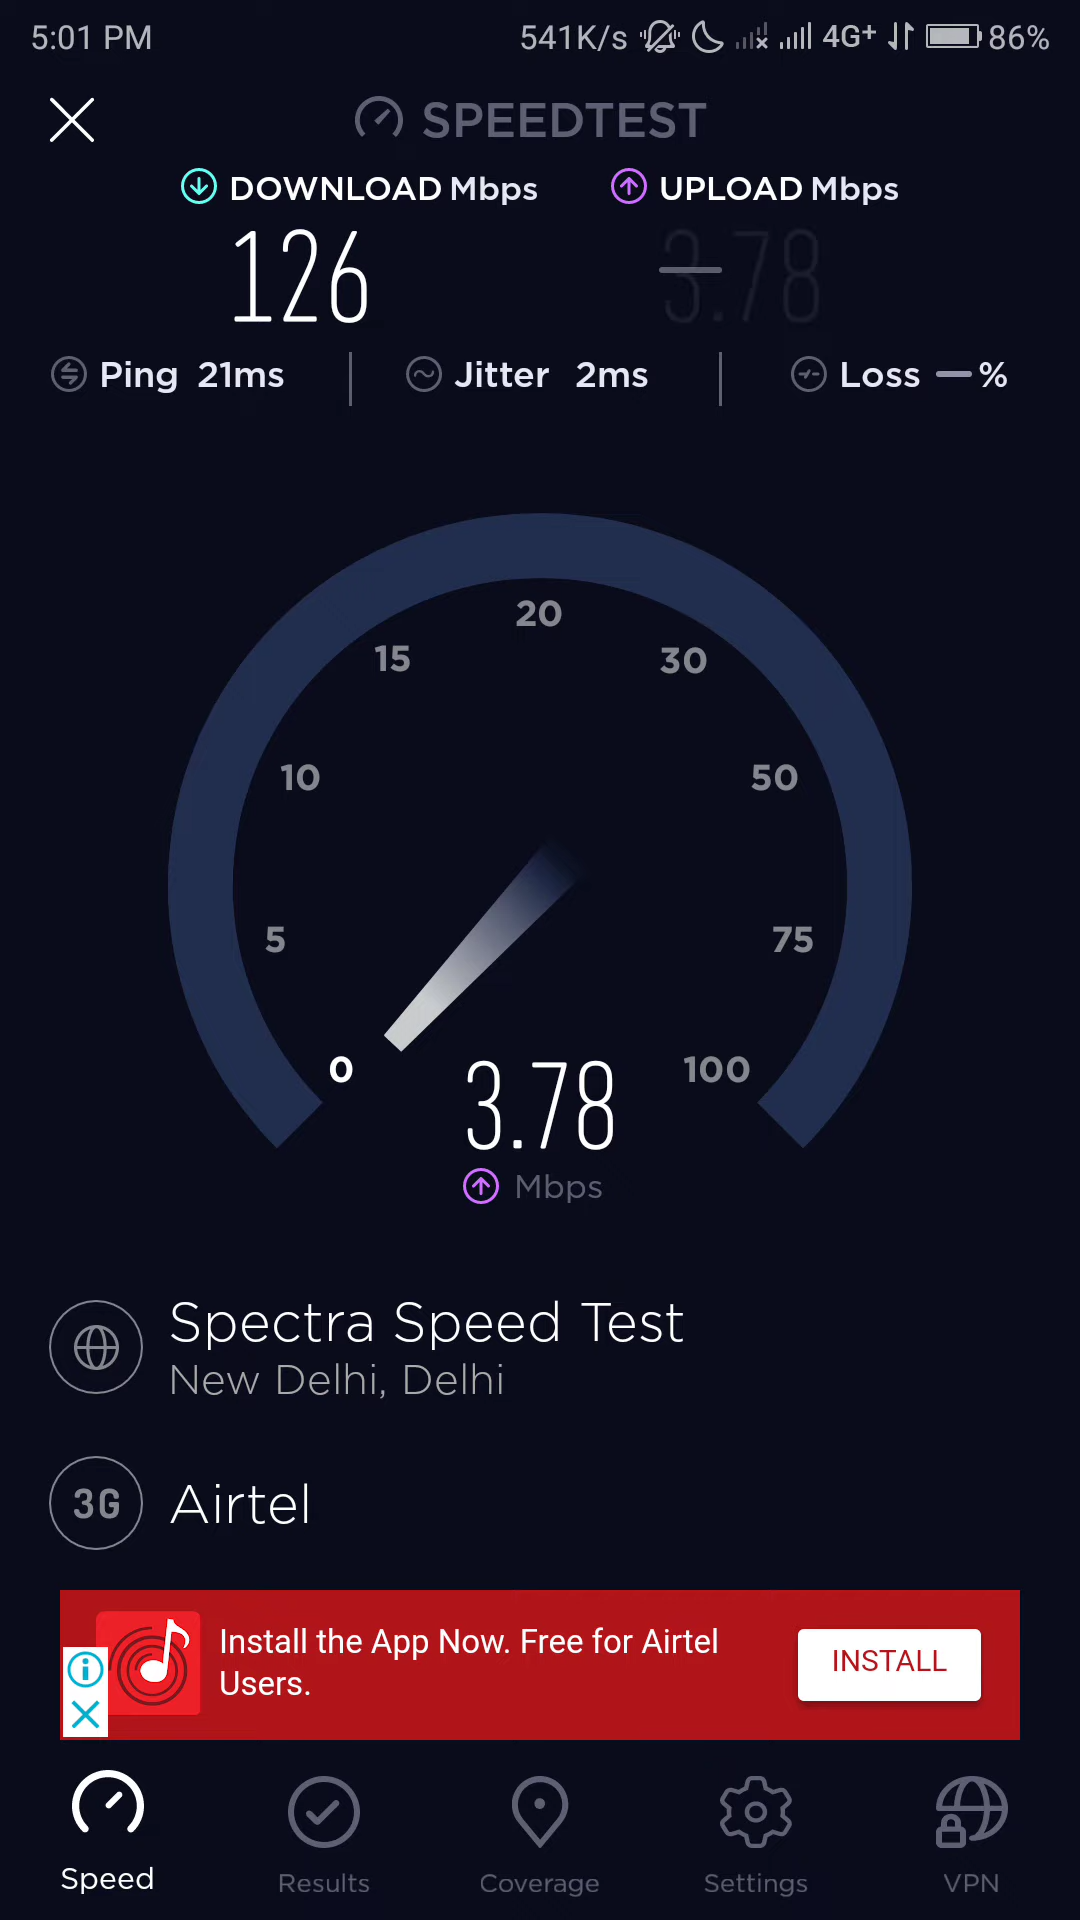 5:01 PM 541K/s 4G+ 86%
SPEEDTEST
DOWNLOAD Mbps UPLOAD Mbps
126 3.78
Ping 21ms Jitter 2ms Loss — %
20
15 30
10 50
5 75
0 100
3.78
Mbps
Spectra Speed Test
New Delhi, Delhi
3G Airtel
Install the App Now. Free for Airtel
Users.
INSTALL
Speed Results Coverage Settings VPN